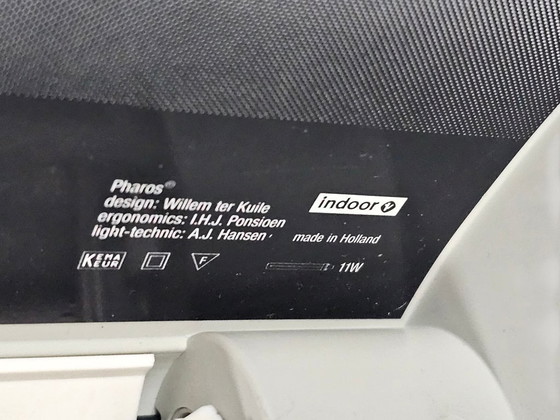 Pharos®
design: Willem ter Kuile
ergonomics: I.H.J. Ponsioen
light-technic: A.J. Hansen
indoor
made in Holland
KEMA
KEUR
F
11W